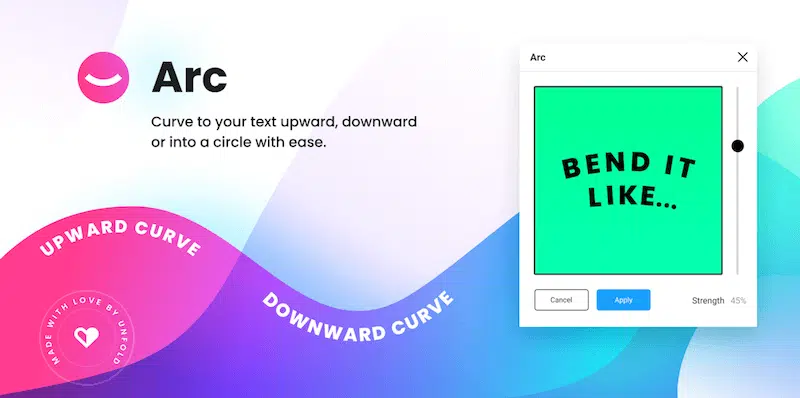 Arc
Curve to your text upward, downward
or into a circle with ease.
UPWARD CURVE
DOWNWARD CURVE
MADE WITH LOVE BY UNFOLD
Arc
BEND IT
LIKE...
Cancel
Apply
Strength 45%